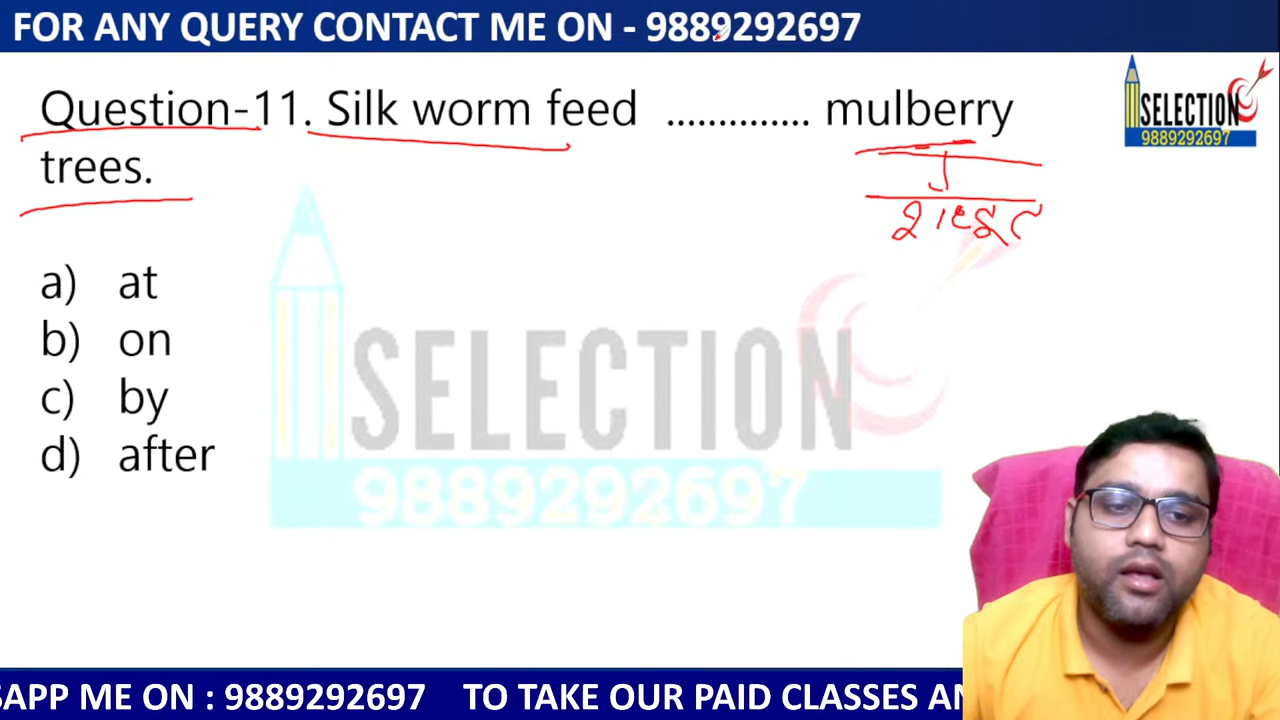 FOR ANY QUERY CONTACT ME ON - 9889292697
SELECTION
9889292697
Question-11. Silk worm feed .............. mulberry
trees.
a) at
b) on
c) by
d) after
SELECTION
9889292697
SAPP ME ON : 9889292697 TO TAKE OUR PAID CLASSES AN